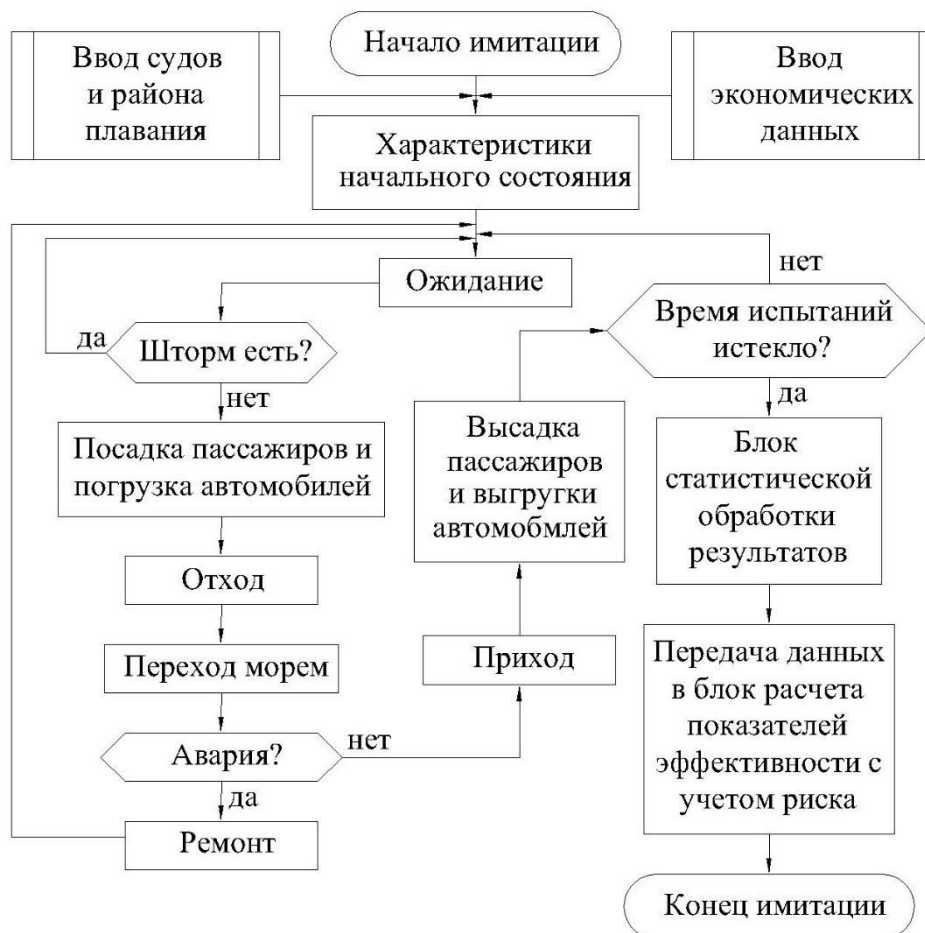 Начало имитации
Ввод судов
и района
плавания
Ввод
экономических
данных
Характеристики
начального состояния
Ожидание
нет
да
Шторм есть?
Время испытаний
истекло?
нет
да
Посадка пассажиров и
погрузка автомобилей
Высадка
пассажиров
и выгругки
автомобмлей
Блок
статистической
обработки
результатов
Отход
Переход морем
Приход
Передача данных
в блок расчета
показателей
эффективности с
учетом риска
Авария?
нет
да
Ремонт
Конец имитации